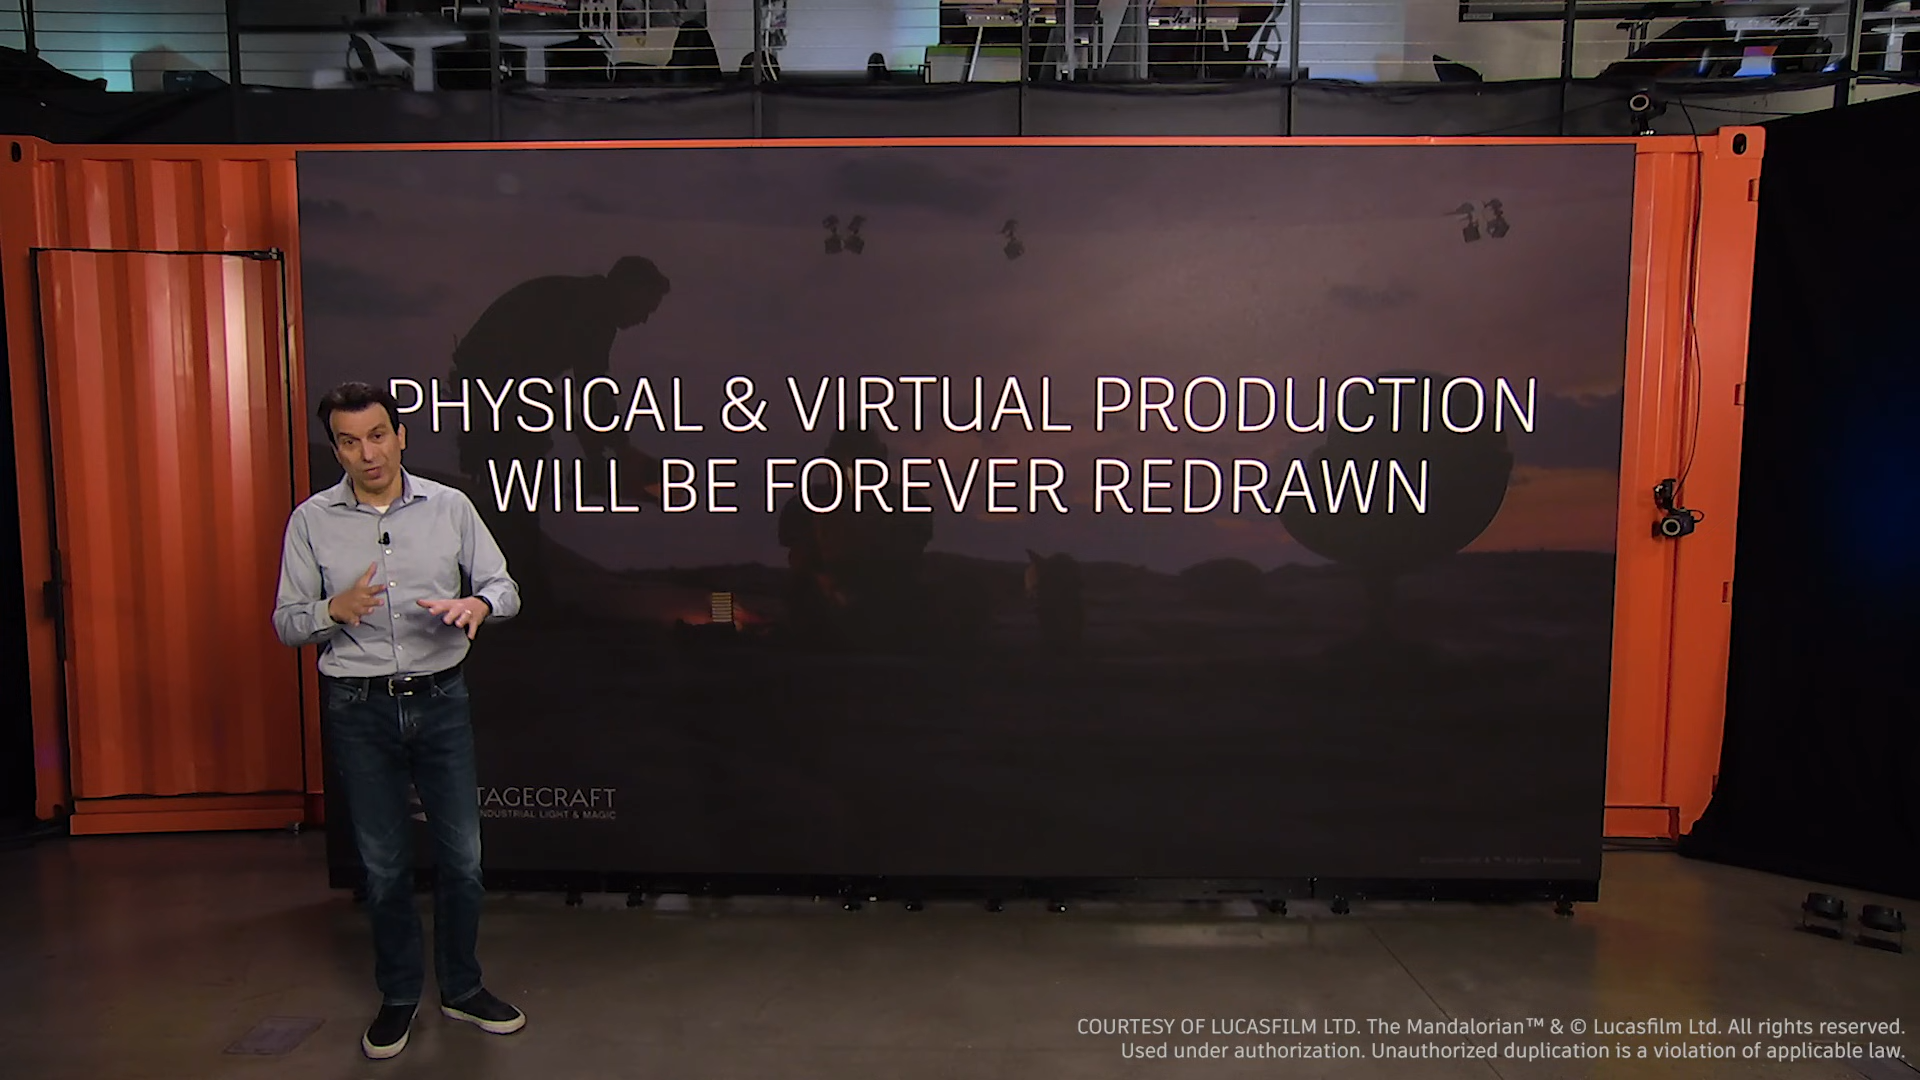 PHYSICAL & VIRTUAL PRODUCTION
WILL BE FOREVER REDRAWN
TAGECRAFT
INDUSTRIAL LIGHT & MAGIC
COURTESY OF LUCASFILM LTD. The Mandalorian™ & © Lucasfilm Ltd. All rights reserved.
Used under authorization. Unauthorized duplication is a violation of applicable law.